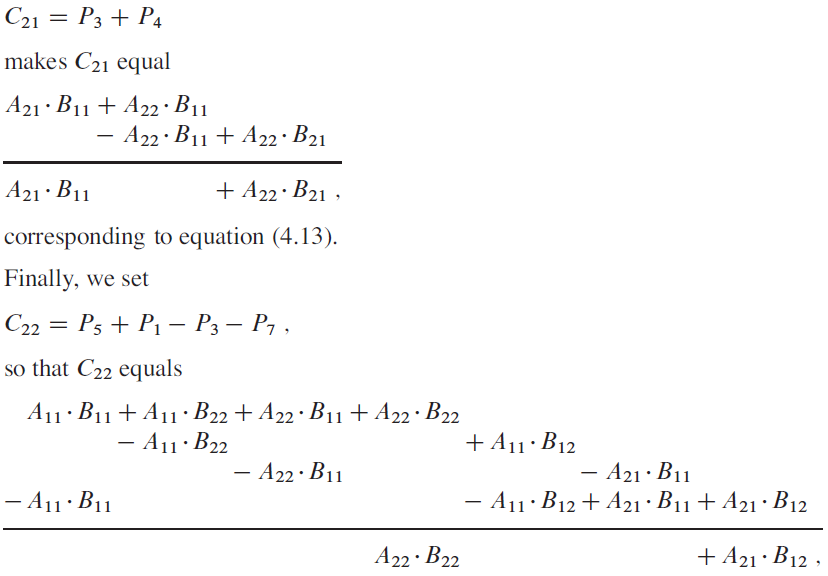 C₂₁ = P₃ + P₄
makes C₂₁ equal
A₂₁ · B₁₁ + A₂₂ · B₁₁
− A₂₂ · B₁₁ + A₂₂ · B₂₁
A₂₁ · B₁₁ + A₂₂ · B₂₁ ,
corresponding to equation (4.13).
Finally, we set
C₂₂ = P₅ + P₁ − P₃ − P₇ ,
so that C₂₂ equals
A₁₁ · B₁₁ + A₁₁ · B₂₂ + A₂₂ · B₁₁ + A₂₂ · B₂₂
− A₁₁ · B₂₂ + A₁₁ · B₁₂
− A₂₂ · B₁₁ − A₂₁ · B₁₁
− A₁₁ · B₁₁ − A₁₁ · B₁₂ + A₂₁ · B₁₁ + A₂₁ · B₁₂
A₂₂ · B₂₂ + A₂₁ · B₁₂ ,